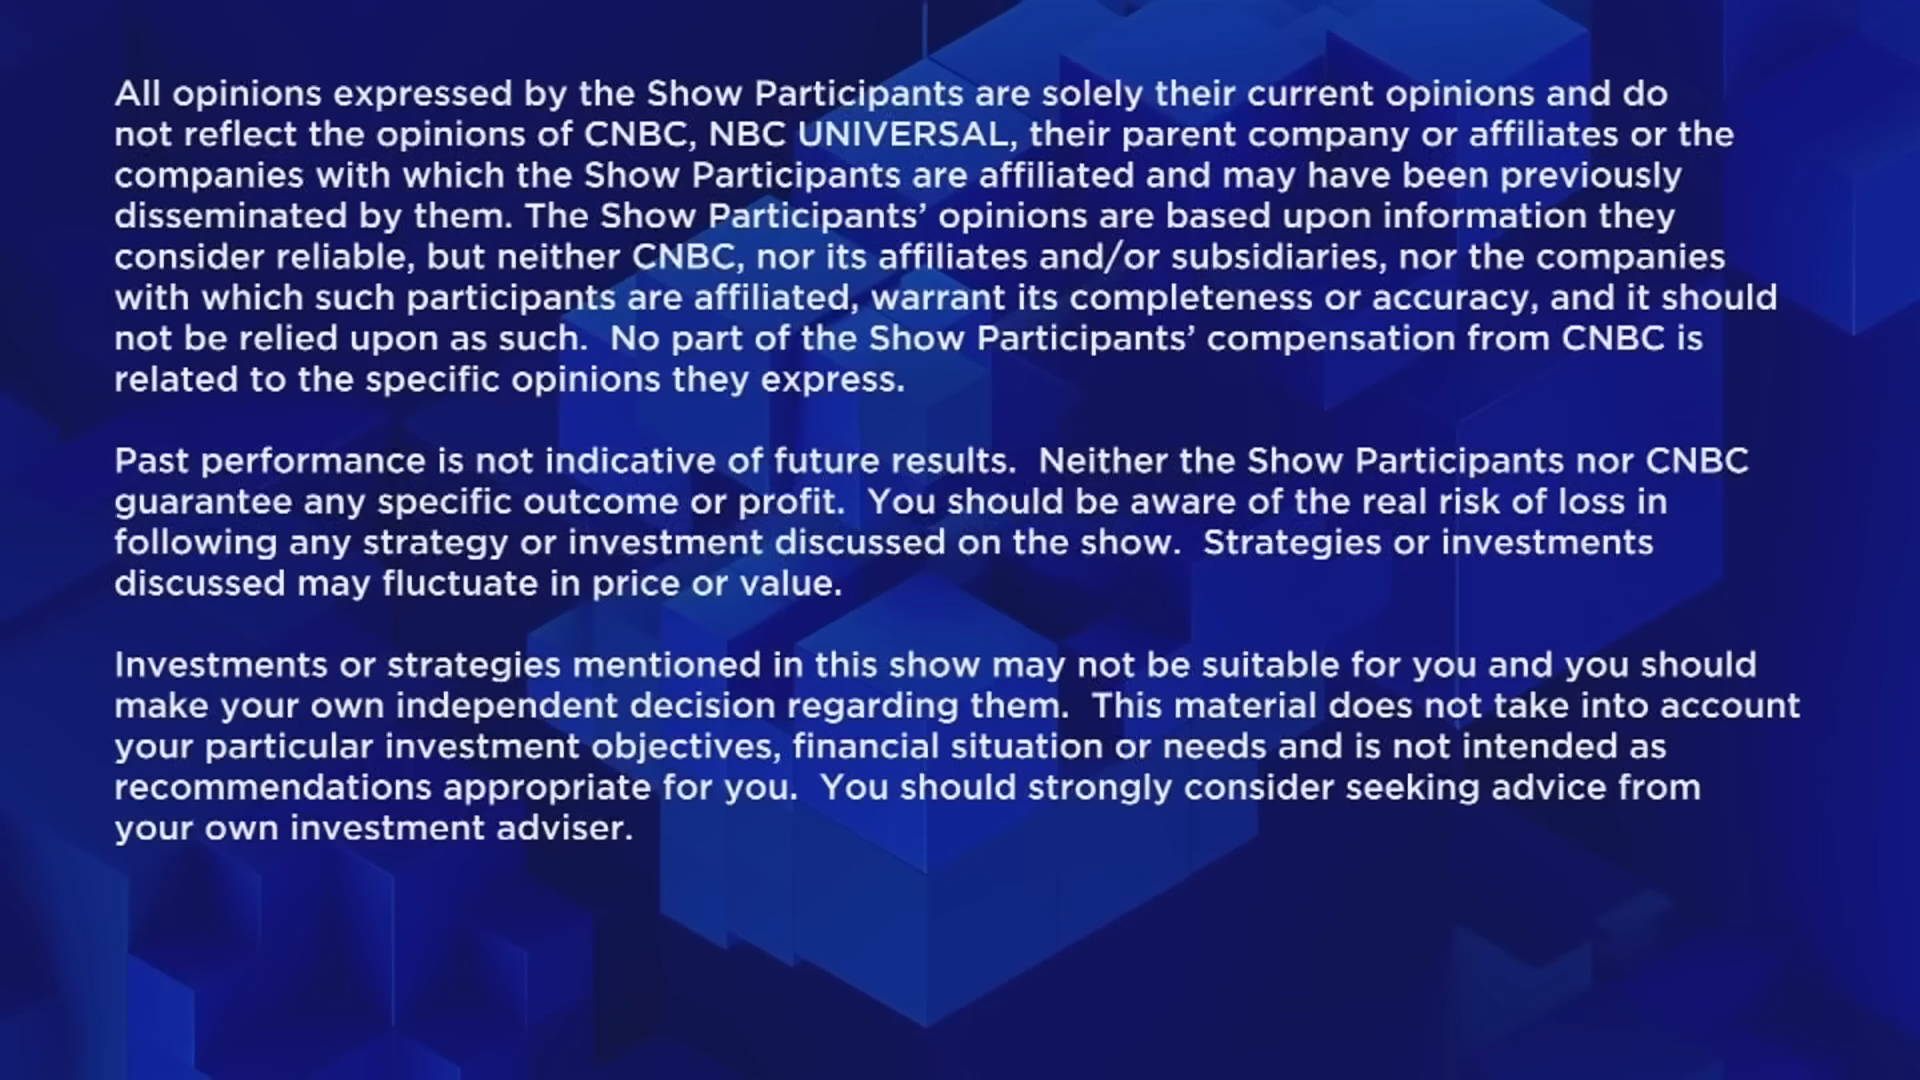 All opinions expressed by the Show Participants are solely their current opinions and do
not reflect the opinions of CNBC, NBC UNIVERSAL, their parent company or affiliates or the
companies with which the Show Participants are affiliated and may have been previously
disseminated by them. The Show Participants’ opinions are based upon information they
consider reliable, but neither CNBC, nor its affiliates and/or subsidiaries, nor the companies
with which such participants are affiliated, warrant its completeness or accuracy, and it should
not be relied upon as such.  No part of the Show Participants’ compensation from CNBC is
related to the specific opinions they express.
Past performance is not indicative of future results.  Neither the Show Participants nor CNBC
guarantee any specific outcome or profit.  You should be aware of the real risk of loss in
following any strategy or investment discussed on the show.  Strategies or investments
discussed may fluctuate in price or value.
Investments or strategies mentioned in this show may not be suitable for you and you should
make your own independent decision regarding them.  This material does not take into account
your particular investment objectives, financial situation or needs and is not intended as
recommendations appropriate for you.  You should strongly consider seeking advice from
your own investment adviser.